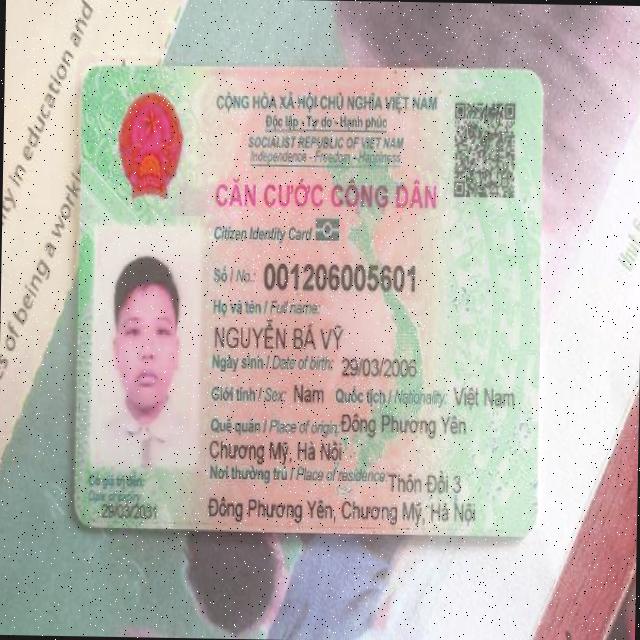 ty in education and
s of being a worki
CỘNG HÒA XÃ HỘI CHỦ NGHĨA VIỆT NAM
Độc lập - Tự do - Hạnh phúc
SOCIALIST REPUBLIC OF VIET NAM
Independence - Freedom - Happiness
CĂN CƯỚC CÔNG DÂN
Citizen Identity Card
Số / No.: 001206005601
Họ và tên / Full name:
NGUYỄN BÁ VỸ
Ngày sinh / Date of birth: 29/03/2006
Giới tính / Sex: Nam Quốc tịch / Nationality: Việt Nam
Quê quán / Place of origin: Đông Phương Yên
Chương Mỹ, Hà Nội
Nơi thường trú / Place of residence: Thôn Đồi 3
Đông Phương Yên, Chương Mỹ, Hà Nội
Có giá trị đến:
Date of expiry:
29/03/2031